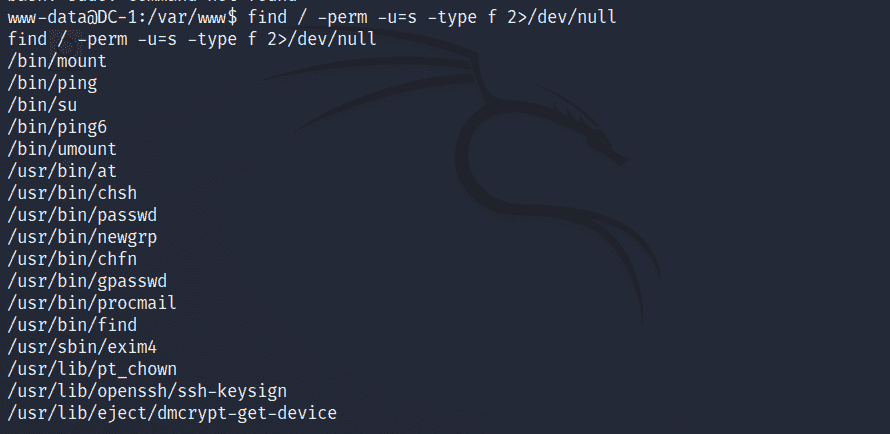 www-data@DC-1:/var/www$ find / -perm -u=s -type f 2>/dev/null
find / -perm -u=s -type f 2>/dev/null
/bin/mount
/bin/ping
/bin/su
/bin/ping6
/bin/umount
/usr/bin/at
/usr/bin/chsh
/usr/bin/passwd
/usr/bin/newgrp
/usr/bin/chfn
/usr/bin/gpasswd
/usr/bin/procmail
/usr/bin/find
/usr/sbin/exim4
/usr/lib/pt_chown
/usr/lib/openssh/ssh-keysign
/usr/lib/eject/dmcrypt-get-device